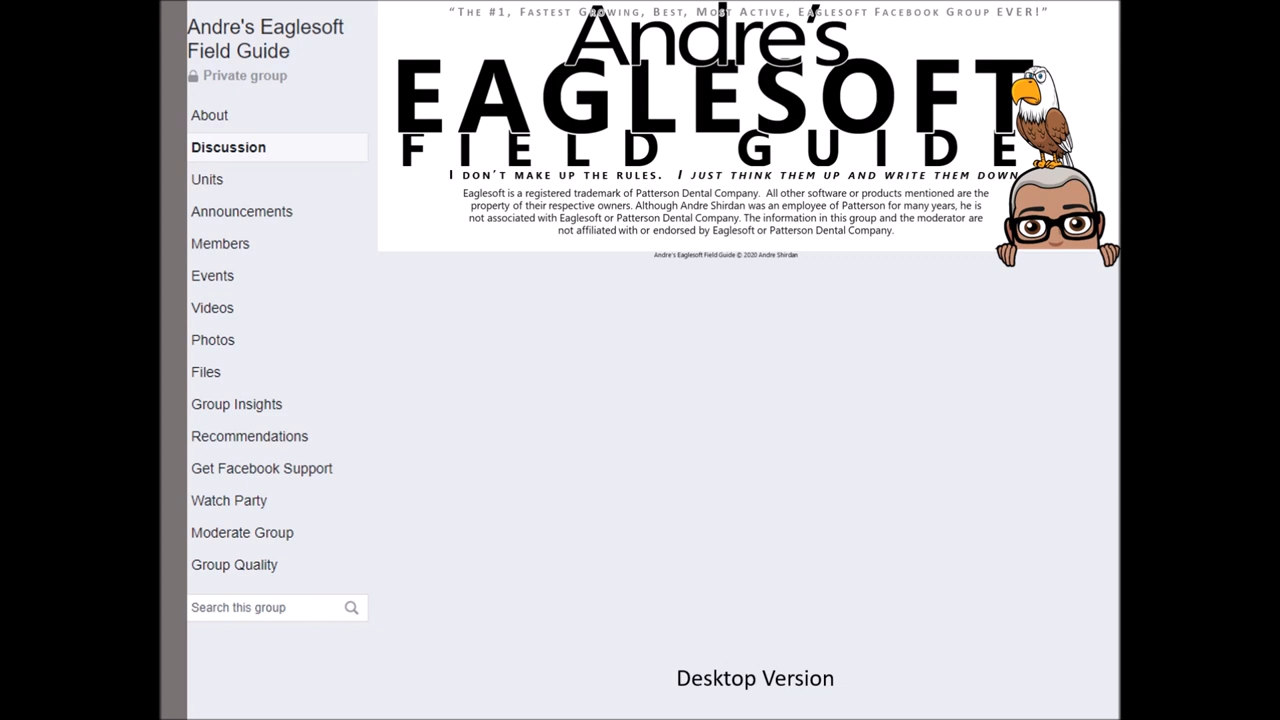 Andre's Eaglesoft
Field Guide
Private group
About
Discussion
Units
Announcements
Members
Events
Videos
Photos
Files
Group Insights
Recommendations
Get Facebook Support
Watch Party
Moderate Group
Group Quality
Search this group
“The #1, Fastest Growing, Best, Most Active, Eaglesoft Facebook Group EVER!”
Andre’s
EAGLESOFT
FIELD GUIDE
I don’t make up the rules. I just think them up and write them down.
Eaglesoft is a registered trademark of Patterson Dental Company. All other software or products mentioned are the
property of their respective owners. Although Andre Shirdan was an employee of Patterson for many years, he is
not associated with Eaglesoft or Patterson Dental Company. The information in this group and the moderator are
not affiliated with or endorsed by Eaglesoft or Patterson Dental Company.
Andre's Eaglesoft Field Guide © 2020 Andre Shirdan
Desktop Version